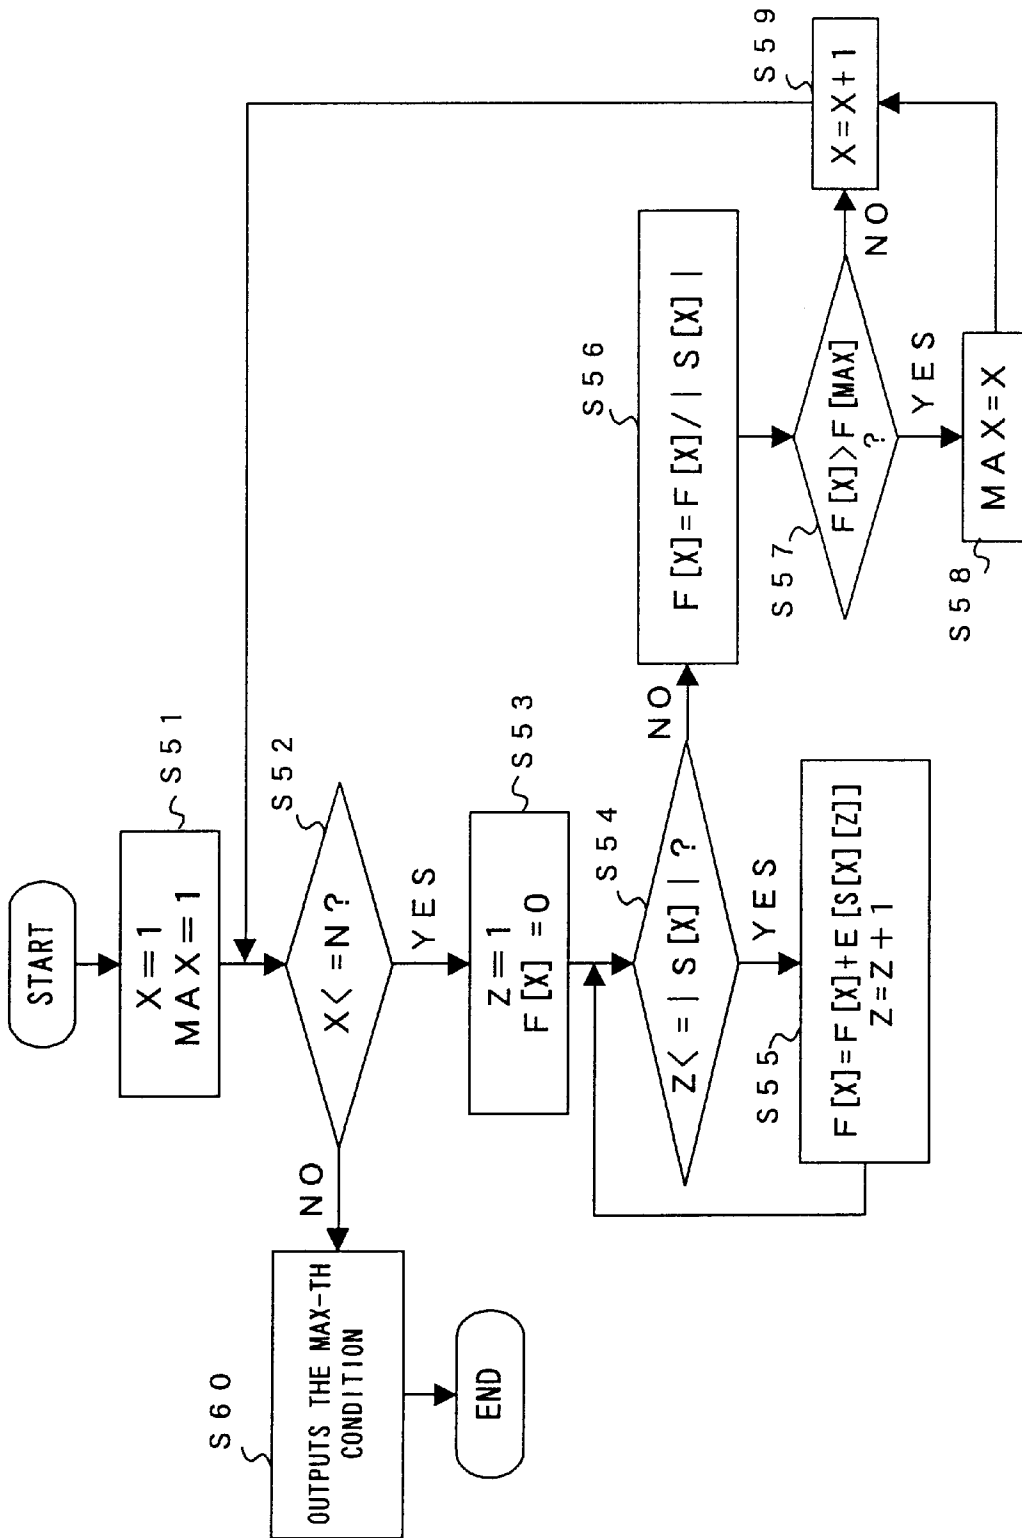 START
S51
X=1
MAX=1
S52
X<=N?
YES
NO
S53
Z=1
F[X]=0
S54
Z<=|S[X]|?
YES
NO
S55
F[X]=F[X]+E[S[X][Z]]
Z=Z+1
S56
F[X]=F[X]/|S[X]|
S57
F[X]>F[MAX]
?
YES
NO
S58
MAX=X
S59
X=X+1
S60
OUTPUTS THE MAX-TH
CONDITION
END